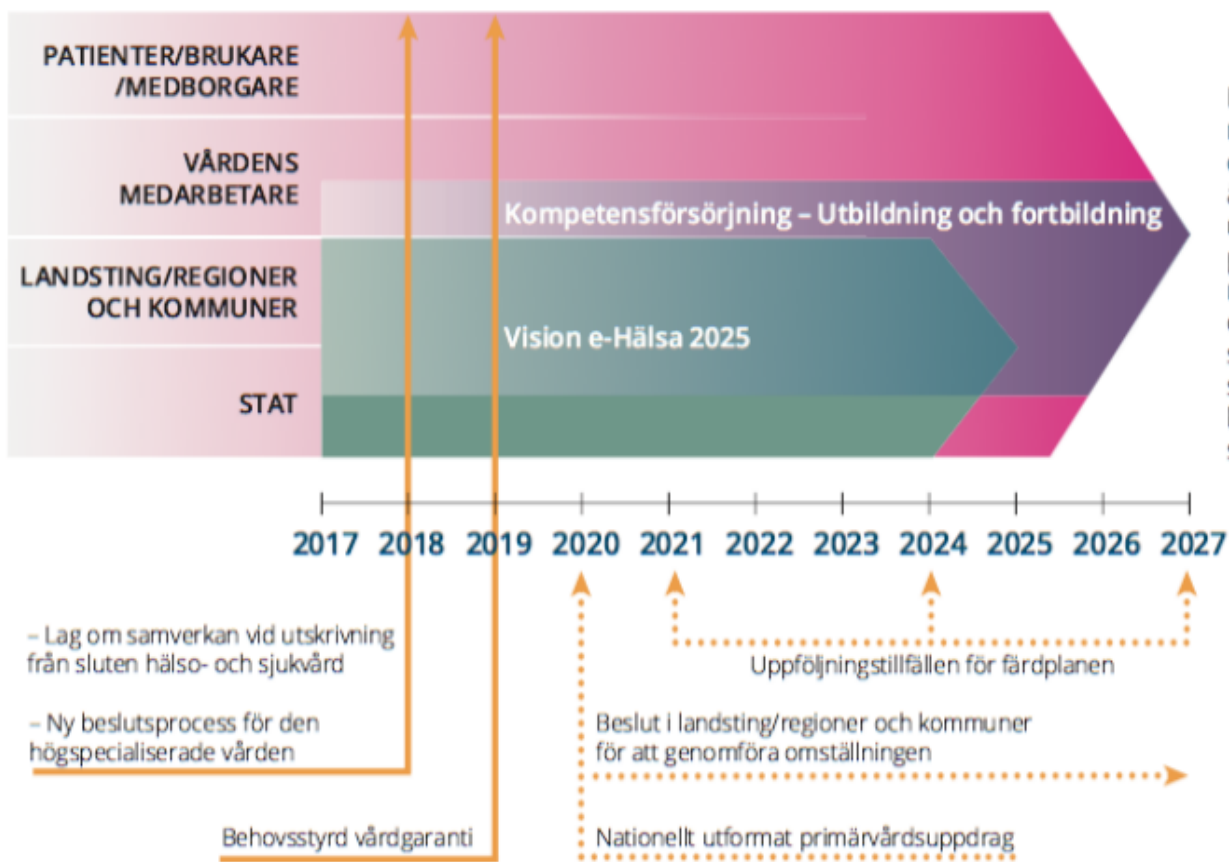 PATIENTER/BRUKARE
/MEDBORGARE
VÅRDENS
MEDARBETARE
Kompetensförsörjning – Utbildning och fortbildning
LANDSTING/REGIONER
OCH KOMMUNER
Vision e-Hälsa 2025
STAT
2017 2018 2019 2020 2021 2022 2023 2024 2025 2026 2027
– Lag om samverkan vid utskrivning
från sluten hälso- och sjukvård
– Ny beslutsprocess för den
högspecialiserade vården
Behovsstyrd vårdgaranti
Uppföljningstillfällen för färdplanen
Beslut i landsting/regioner och kommuner
för att genomföra omställningen
Nationellt utformat primärvårdsuppdrag